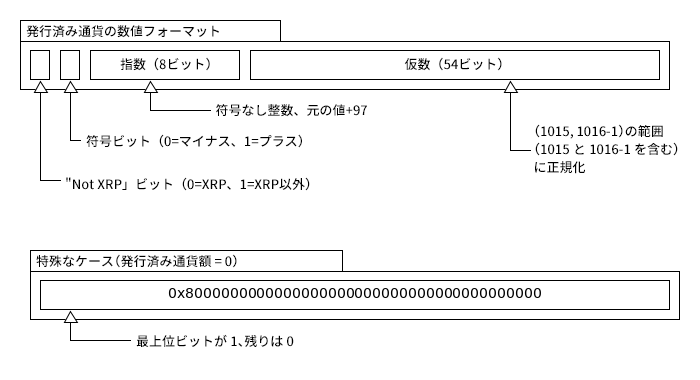 発行済み通貨の数値フォーマット
指数（8ビット）
仮数（54ビット）
符号なし整数、元の値+97
符号ビット（0=マイナス、1=プラス）
（1015, 1016-1）の範囲
（1015 と 1016-1 を含む）
に正規化
"Not XRP」ビット（0=XRP、1=XRP以外）
特殊なケース（発行済み通貨額 = 0）
0x8000000000000000000000000000000000000000
最上位ビットが 1、残りは 0